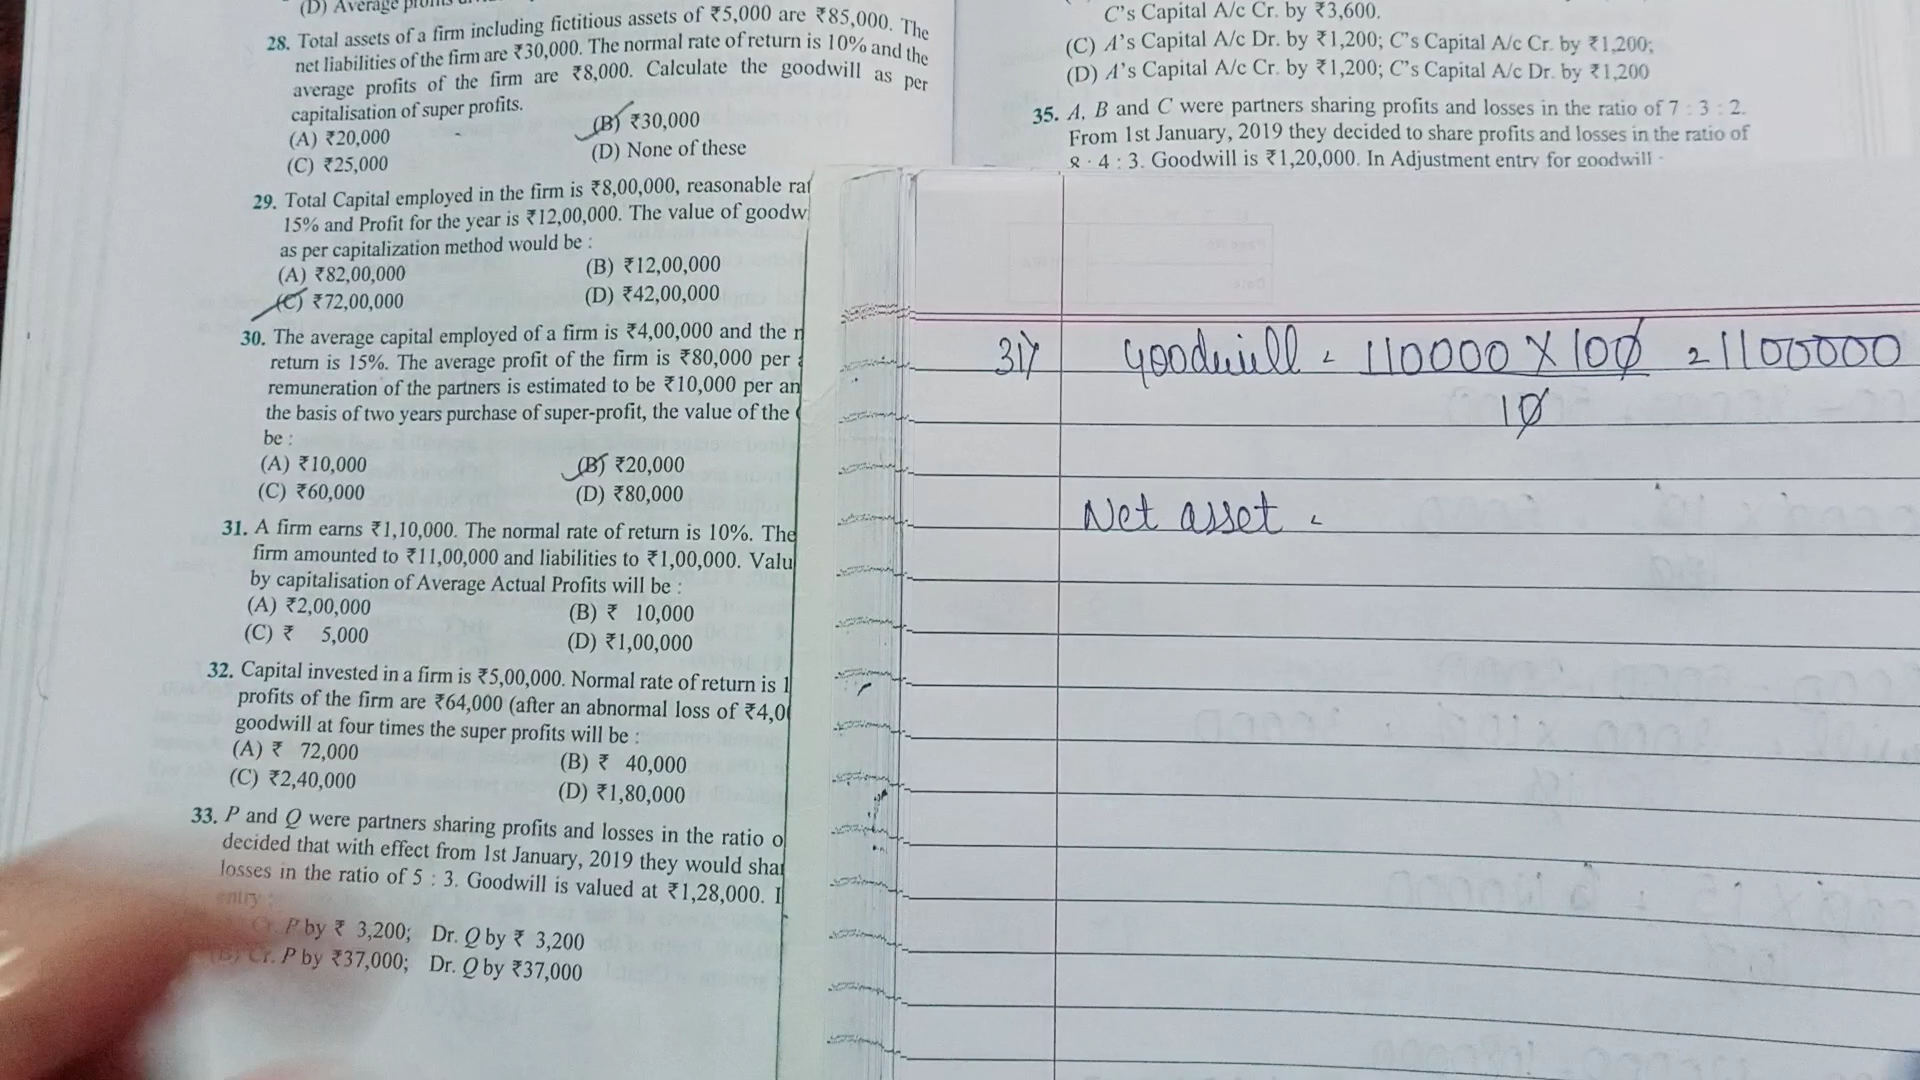 (D) Average
28. Total assets of a firm including fictitious assets of ₹5,000 are ₹85,000. The
net liabilities of the firm are ₹30,000. The normal rate of return is 10% and the
average profits of the firm are ₹8,000. Calculate the goodwill as per
capitalisation of super profits.
(A) ₹20,000 (B) ₹30,000
(C) ₹25,000 (D) None of these
29. Total Capital employed in the firm is ₹8,00,000, reasonable
15% and Profit for the year is ₹12,00,000. The value of
as per capitalization method would be :
(A) ₹82,00,000 (B) ₹12,00,000
(C) ₹72,00,000 (D) ₹42,00,000
30. The average capital employed of a firm is ₹4,00,000 and the
return is 15%. The average profit of the firm is ₹80,000 per
remuneration of the partners is estimated to be ₹10,000 per an
the basis of two years purchase of super-profit, the value of the
be :
(A) ₹10,000 (B) ₹20,000
(C) ₹60,000 (D) ₹80,000
31. A firm earns ₹1,10,000. The normal rate of return is 10%. The
firm amounted to ₹11,00,000 and liabilities to ₹1,00,000. Valu
by capitalisation of Average Actual Profits will be :
(A) ₹2,00,000 (B) ₹ 10,000
(C) ₹ 5,000 (D) ₹1,00,000
32. Capital invested in a firm is ₹5,00,000. Normal rate of return is 1
profits of the firm are ₹64,000 (after an abnormal loss of ₹4,0
goodwill at four times the super profits will be :
(A) ₹ 72,000 (B) ₹ 40,000
(C) ₹2,40,000 (D) ₹1,80,000
33. P and Q were partners sharing profits and losses in the ratio o
decided that with effect from 1st January, 2019 they would shar
losses in the ratio of 5 : 3. Goodwill is valued at ₹1,28,000. I
entry :
P by ₹ 3,200; Dr. Q by ₹ 3,200
(B) Cr. P by ₹37,000; Dr. Q by ₹37,000
C's Capital A/c Cr. by ₹3,600.
(C) A's Capital A/c Dr. by ₹1,200; C's Capital A/c Cr. by ₹1,200;
(D) A's Capital A/c Cr. by ₹1,200; C's Capital A/c Dr. by ₹1,200
35. A, B and C were partners sharing profits and losses in the ratio of 7 : 3 : 2.
From 1st January, 2019 they decided to share profits and losses in the ratio of
8 : 4 : 3. Goodwill is ₹1,20,000. In Adjustment entry for goodwill
31) Goodwill = 110000 X 100 = 1100000
10
Net asset =